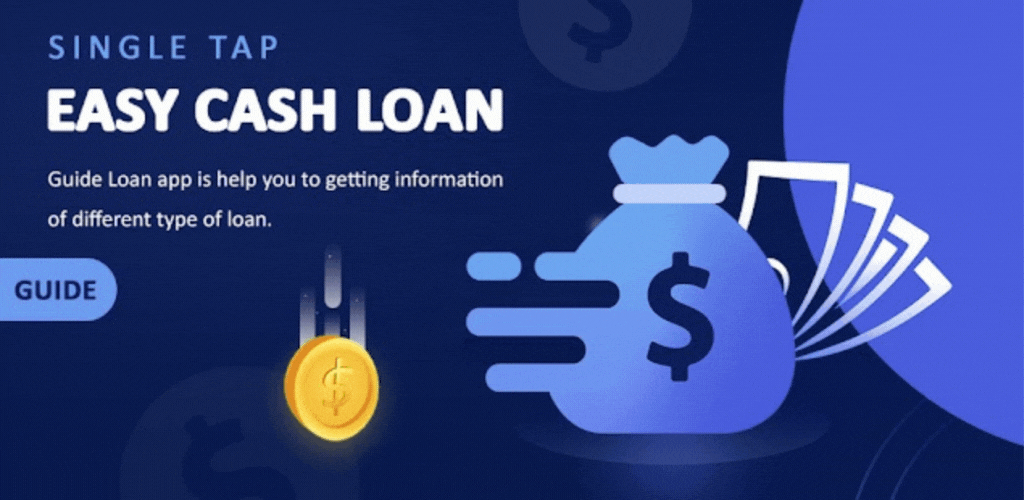 SINGLE TAP
EASY CASH LOAN
Guide Loan app is help you to getting information
of different type of loan.
GUIDE
$
$
$
$